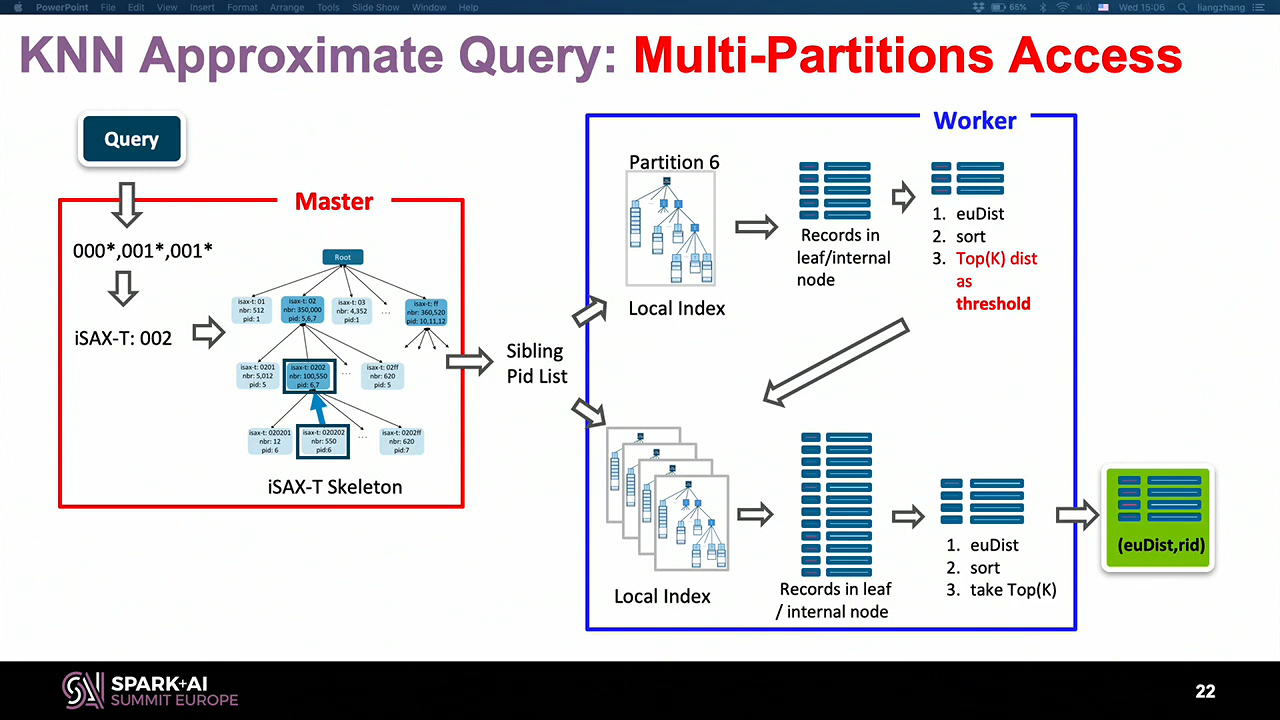 PowerPoint File Edit View Insert Format Arrange Tools Slide Show Window Help 65% Wed 15:06 liangzhang
KNN Approximate Query: Multi-Partitions Access
Query
Master
000*,001*,001*
iSAX-T: 002
Root
isax-t: 01
nbr: 512
pid: 1
isax-t: 02
nbr: 350,000
pid: 5,6,7
isax-t: 03
nbr: 4,352
pid:1
...
isax-t: ff
nbr: 360,520
pid: 10,11,12
isax-t: 0201
nbr: 5,012
pid: 5
isax-t: 0202
nbr: 100,550
pid: 6,7
...
isax-t: 02ff
nbr: 620
pid: 5
isax-t: 020201
nbr: 12
pid: 6
isax-t: 020202
nbr: 550
pid:6
...
isax-t: 0202ff
nbr: 620
pid:7
iSAX-T Skeleton
Sibling
Pid List
Worker
Partition 6
Local Index
Records in
leaf/internal
node
1. euDist
2. sort
3. Top(K) dist
as
threshold
Local Index
Records in leaf
/ internal node
1. euDist
2. sort
3. take Top(K)
(euDist,rid)
SPARK+AI
SUMMIT EUROPE
22